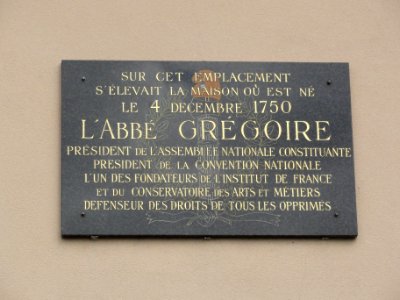 SUR CET EMPLACEMENT
S'ÉLEVAIT LA MAISON OÙ EST NÉ
LE 4 DÉCEMBRE 1750
L'ABBÉ GRÉGOIRE
PRÉSIDENT DE L'ASSEMBLÉE NATIONALE CONSTITUANTE
PRÉSIDENT DE LA CONVENTION NATIONALE
L'UN DES FONDATEURS DE L'INSTITUT DE FRANCE
ET DU CONSERVATOIRE DES ARTS ET MÉTIERS
DÉFENSEUR DES DROITS DE TOUS LES OPPRIMÉS